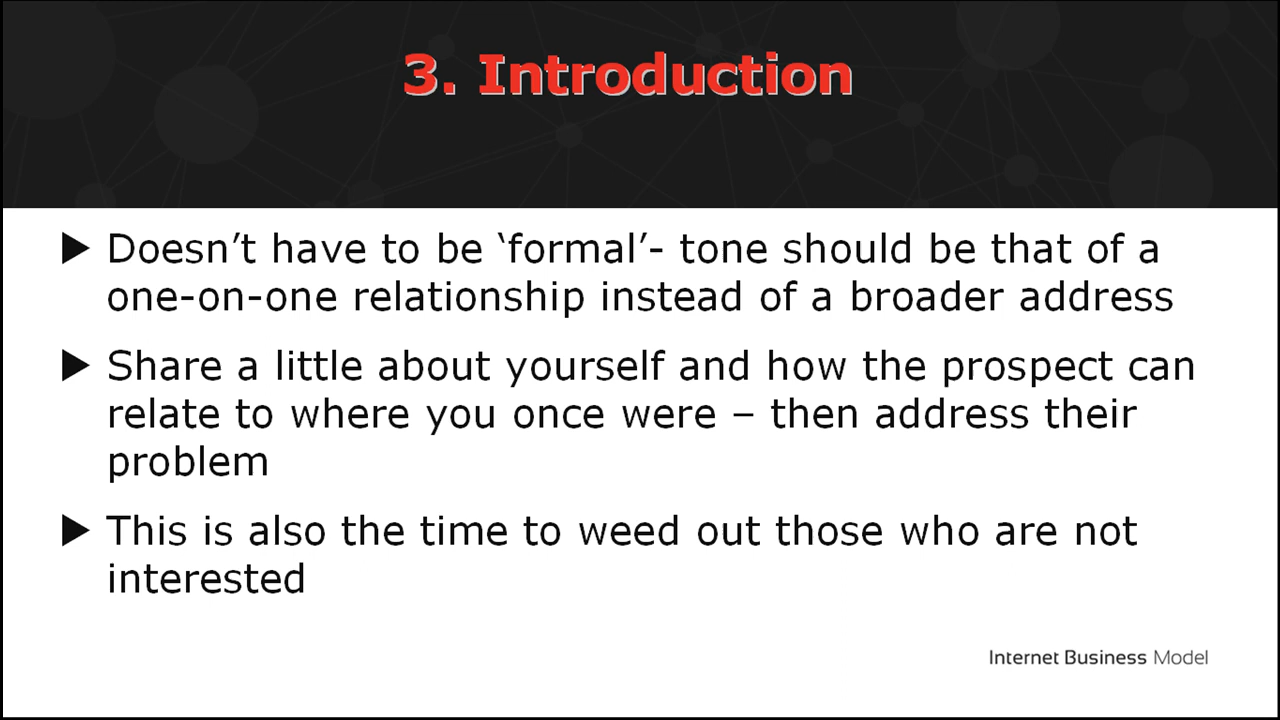 3. Introduction
▶ Doesn’t have to be ‘formal’- tone should be that of a
one-on-one relationship instead of a broader address
▶ Share a little about yourself and how the prospect can
relate to where you once were – then address their
problem
▶ This is also the time to weed out those who are not
interested
Internet Business Model